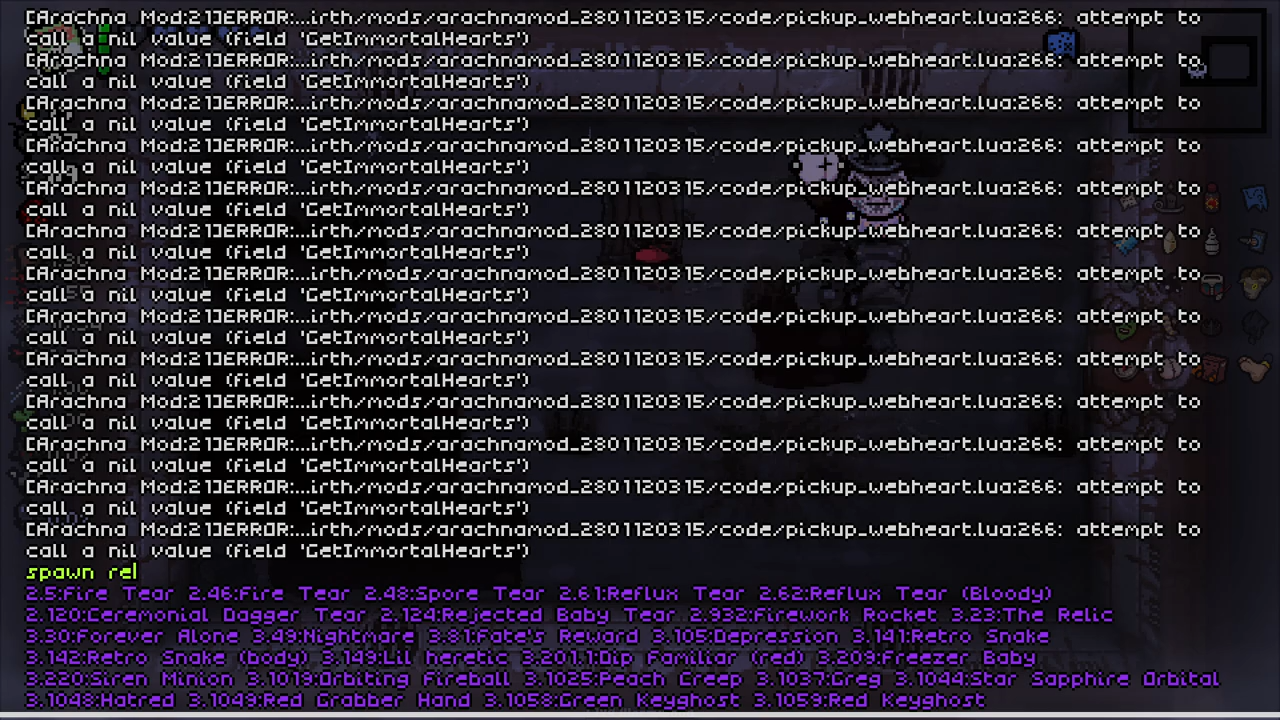 [Arachna Mod:21]ERROR:...irth/mods/arachnamod_2801120315/code/pickup_webheart.lua:266: attempt to
call a nil value (field 'GetImmortalHearts')
[Arachna Mod:21]ERROR:...irth/mods/arachnamod_2801120315/code/pickup_webheart.lua:266: attempt to
call a nil value (field 'GetImmortalHearts')
[Arachna Mod:21]ERROR:...irth/mods/arachnamod_2801120315/code/pickup_webheart.lua:266: attempt to
call a nil value (field 'GetImmortalHearts')
[Arachna Mod:21]ERROR:...irth/mods/arachnamod_2801120315/code/pickup_webheart.lua:266: attempt to
call a nil value (field 'GetImmortalHearts')
[Arachna Mod:21]ERROR:...irth/mods/arachnamod_2801120315/code/pickup_webheart.lua:266: attempt to
call a nil value (field 'GetImmortalHearts')
[Arachna Mod:21]ERROR:...irth/mods/arachnamod_2801120315/code/pickup_webheart.lua:266: attempt to
call a nil value (field 'GetImmortalHearts')
[Arachna Mod:21]ERROR:...irth/mods/arachnamod_2801120315/code/pickup_webheart.lua:266: attempt to
call a nil value (field 'GetImmortalHearts')
[Arachna Mod:21]ERROR:...irth/mods/arachnamod_2801120315/code/pickup_webheart.lua:266: attempt to
call a nil value (field 'GetImmortalHearts')
[Arachna Mod:21]ERROR:...irth/mods/arachnamod_2801120315/code/pickup_webheart.lua:266: attempt to
call a nil value (field 'GetImmortalHearts')
[Arachna Mod:21]ERROR:...irth/mods/arachnamod_2801120315/code/pickup_webheart.lua:266: attempt to
call a nil value (field 'GetImmortalHearts')
[Arachna Mod:21]ERROR:...irth/mods/arachnamod_2801120315/code/pickup_webheart.lua:266: attempt to
call a nil value (field 'GetImmortalHearts')
[Arachna Mod:21]ERROR:...irth/mods/arachnamod_2801120315/code/pickup_webheart.lua:266: attempt to
call a nil value (field 'GetImmortalHearts')
[Arachna Mod:21]ERROR:...irth/mods/arachnamod_2801120315/code/pickup_webheart.lua:266: attempt to
call a nil value (field 'GetImmortalHearts')
spawn rel
2.5:Fire Tear 2.46:Fire Tear 2.48:Spore Tear 2.61:Reflux Tear 2.62:Reflux Tear (Bloody)
2.120:Ceremonial Dagger Tear 2.124:Rejected Baby Tear 2.932:Firework Rocket 3.23:The Relic
3.30:Forever Alone 3.49:Nightmare 3.81:Fate's Reward 3.105:Depression 3.141:Retro Snake
3.142:Retro Snake (body) 3.149:Lil heretic 3.201.1:Dip Familiar (red) 3.209:Freezer Baby
3.220:Siren Minion 3.1019:Orbiting Fireball 3.1025:Peach Creep 3.1037:Greg 3.1044:Star Sapphire Orbital
3.1048:Hatred 3.1049:Red Grabber Hand 3.1058:Green Keyghost 3.1059:Red Keyghost